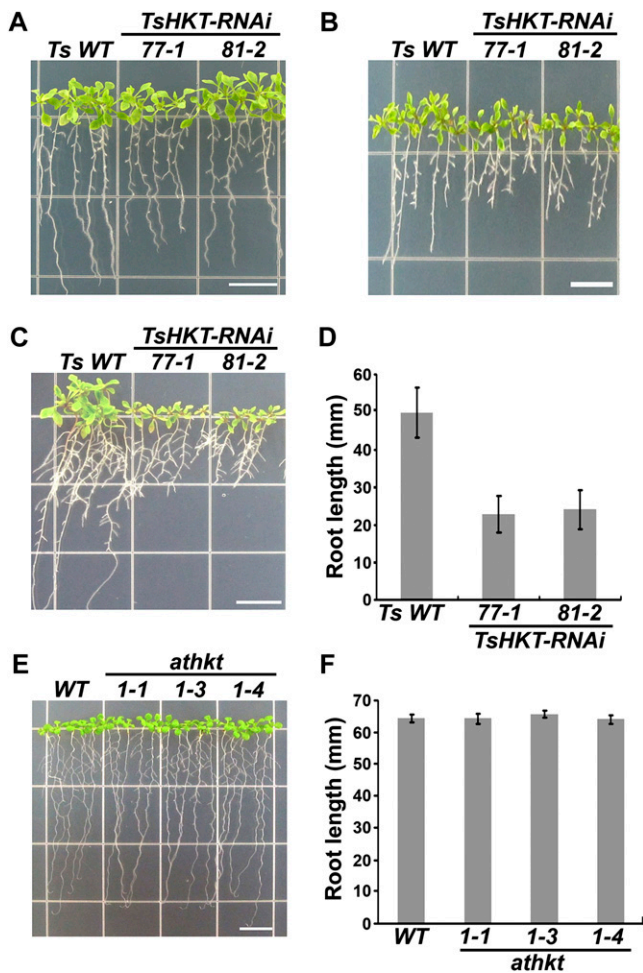 A
TsHKT-RNAi
Ts WT 77-1 81-2
B
TsHKT-RNAi
Ts WT 77-1 81-2
C
TsHKT-RNAi
Ts WT 77-1 81-2
D
Root length (mm)
60
50
40
30
20
10
0
Ts WT 77-1 81-2
TsHKT-RNAi
E
athkt
WT 1-1 1-3 1-4
F
Root length (mm)
70
60
50
40
30
20
10
0
WT 1-1 1-3 1-4
athkt